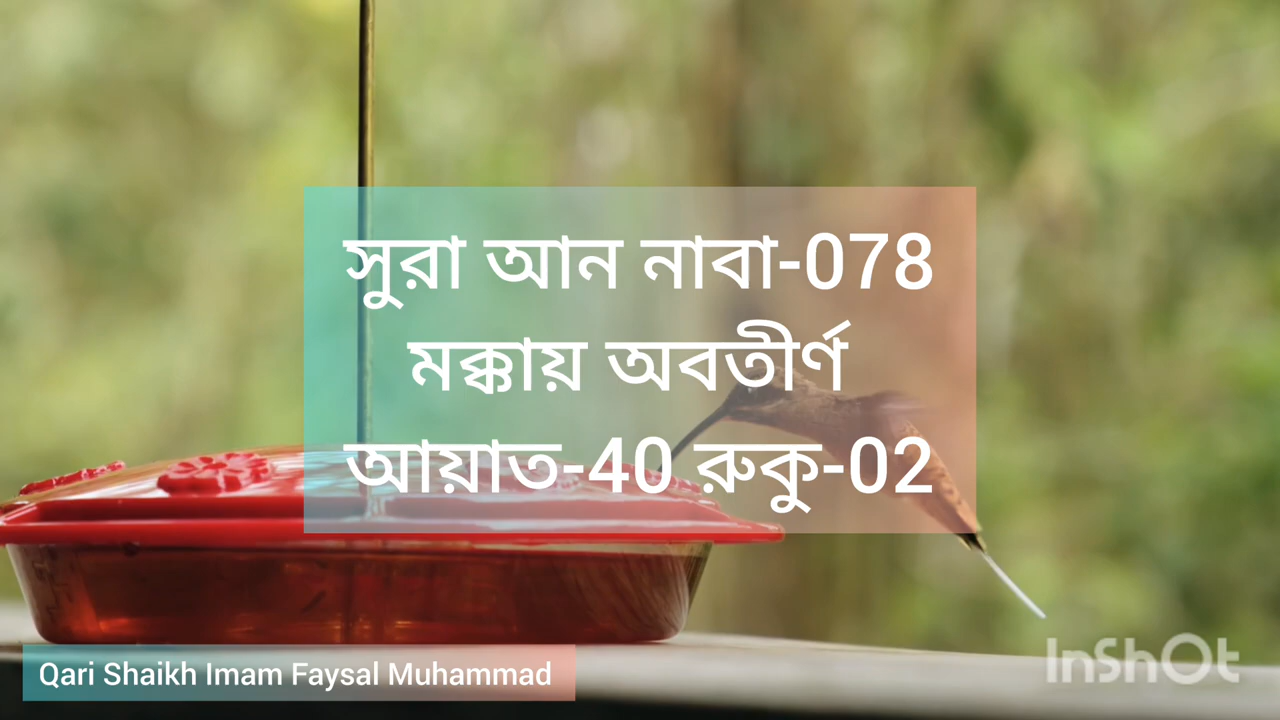 সুরা আন নাবা-078
মক্কায় অবতীর্ণ
আয়াত-40 রুকু-02
Qari Shaikh Imam Faysal Muhammad
InShOt